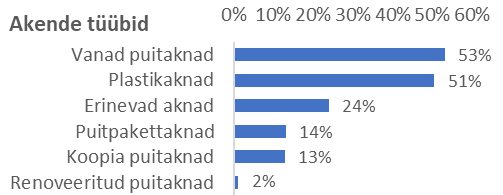 Akende tüübid
0% 10% 20% 30% 40% 50% 60%
Vanad puitaknad 53%
Plastikaknad 51%
Erinevad aknad 24%
Puitpakettaknad 14%
Koopia puitaknad 13%
Renoveeritud puitaknad 2%